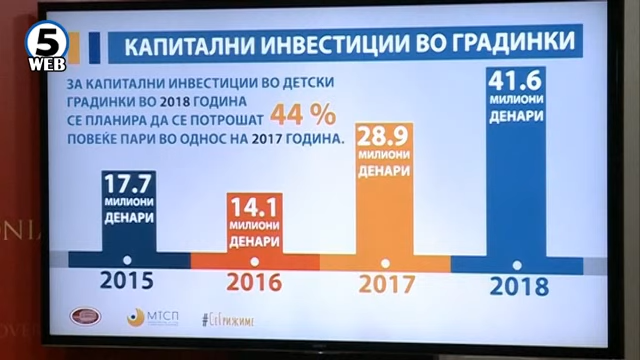 5
WEB
КАПИТАЛНИ ИНВЕСТИЦИИ ВО ГРАДИНКИ
ЗА КАПИТАЛНИ ИНВЕСТИЦИИ ВО ДЕТСКИ
ГРАДИНКИ ВО 2018 ГОДИНА
СЕ ПЛАНИРА ДА СЕ ПОТРОШАТ 44 %
ПОВЕЌЕ ПАРИ ВО ОДНОС НА 2017 ГОДИНА.
41.6
МИЛИОНИ
ДЕНАРИ
28.9
МИЛИОНИ
ДЕНАРИ
17.7
МИЛИОНИ
ДЕНАРИ
14.1
МИЛИОНИ
ДЕНАРИ
2015 2016 2017 2018
МТСП
#СеГрижиме